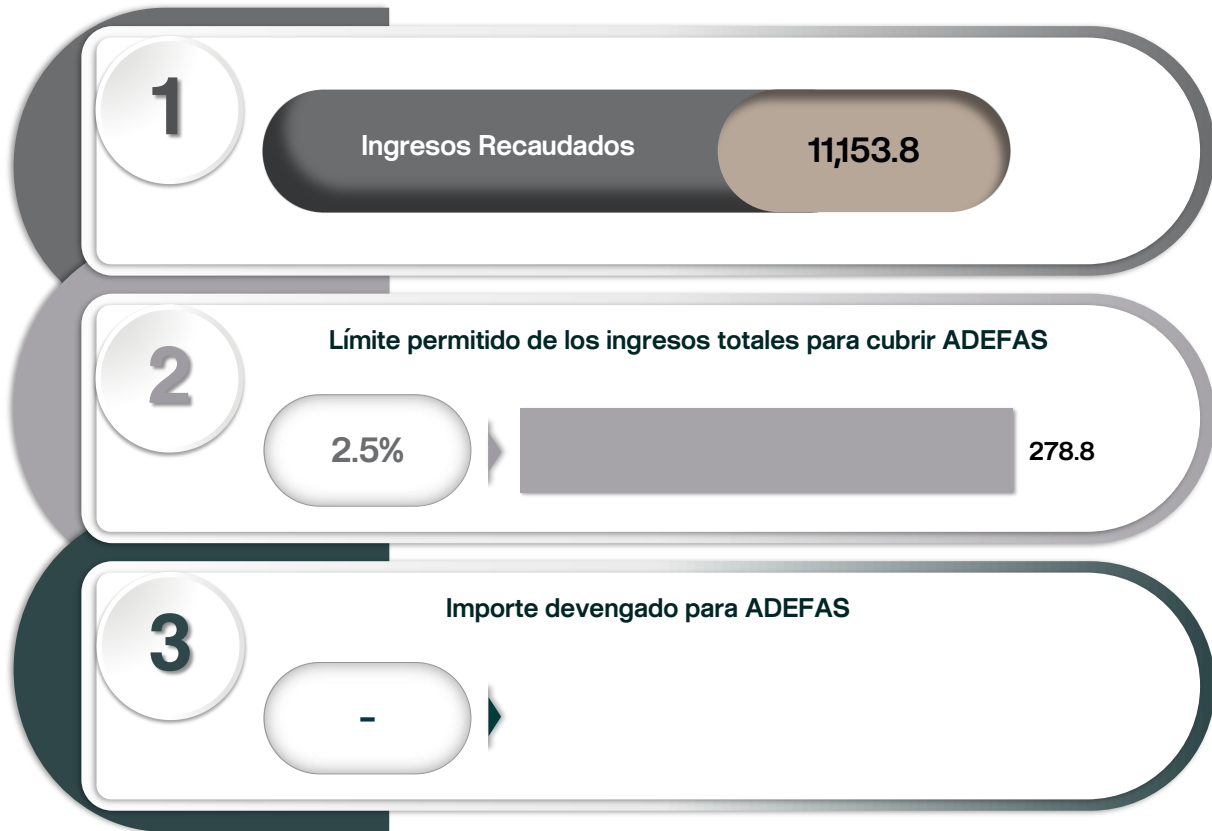 1
Ingresos Recaudados
11,153.8
2
Límite permitido de los ingresos totales para cubrir ADEFAS
2.5%
278.8
3
Importe devengado para ADEFAS
-